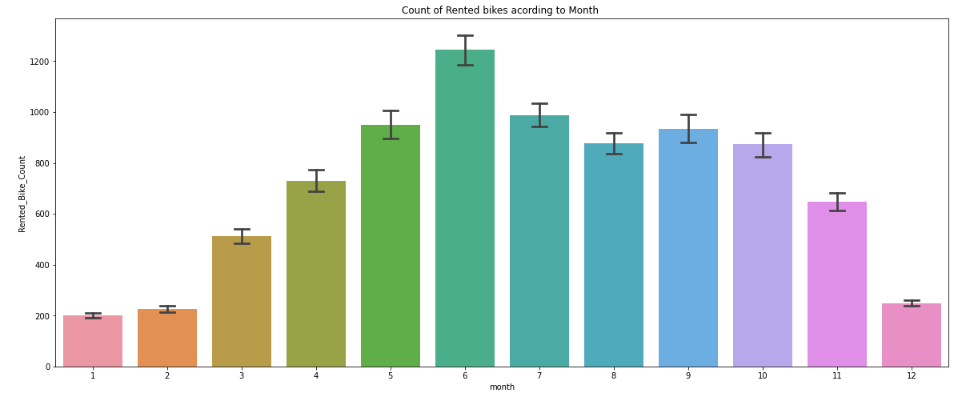 Count of Rented bikes acording to Month
1200
1000
800
600
400
200
0
Rented_Bike_Count
1 2 3 4 5 6 7 8 9 10 11 12
month